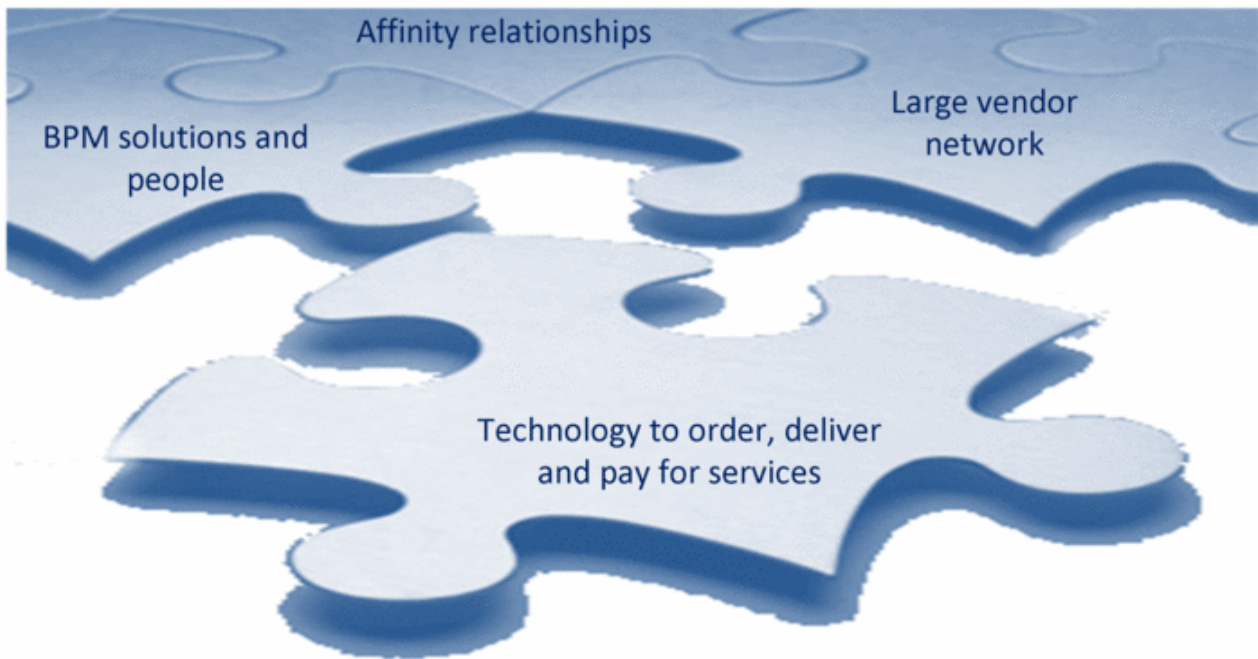 Affinity relationships
BPM solutions and
people
Large vendor
network
Technology to order, deliver
and pay for services